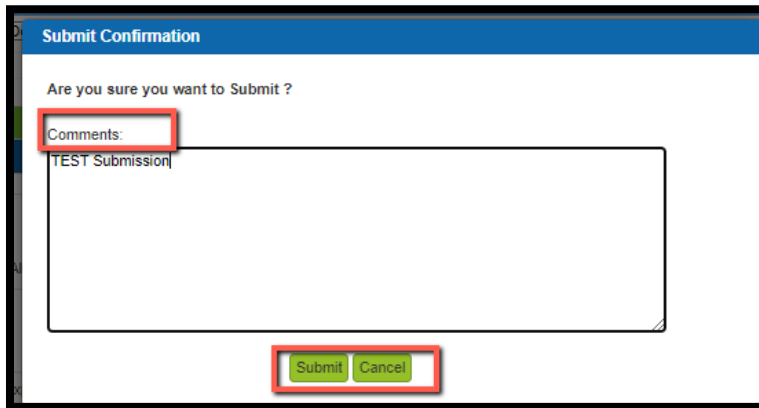 Submit Confirmation
Are you sure you want to Submit ?
Comments:
TEST Submission
Submit Cancel